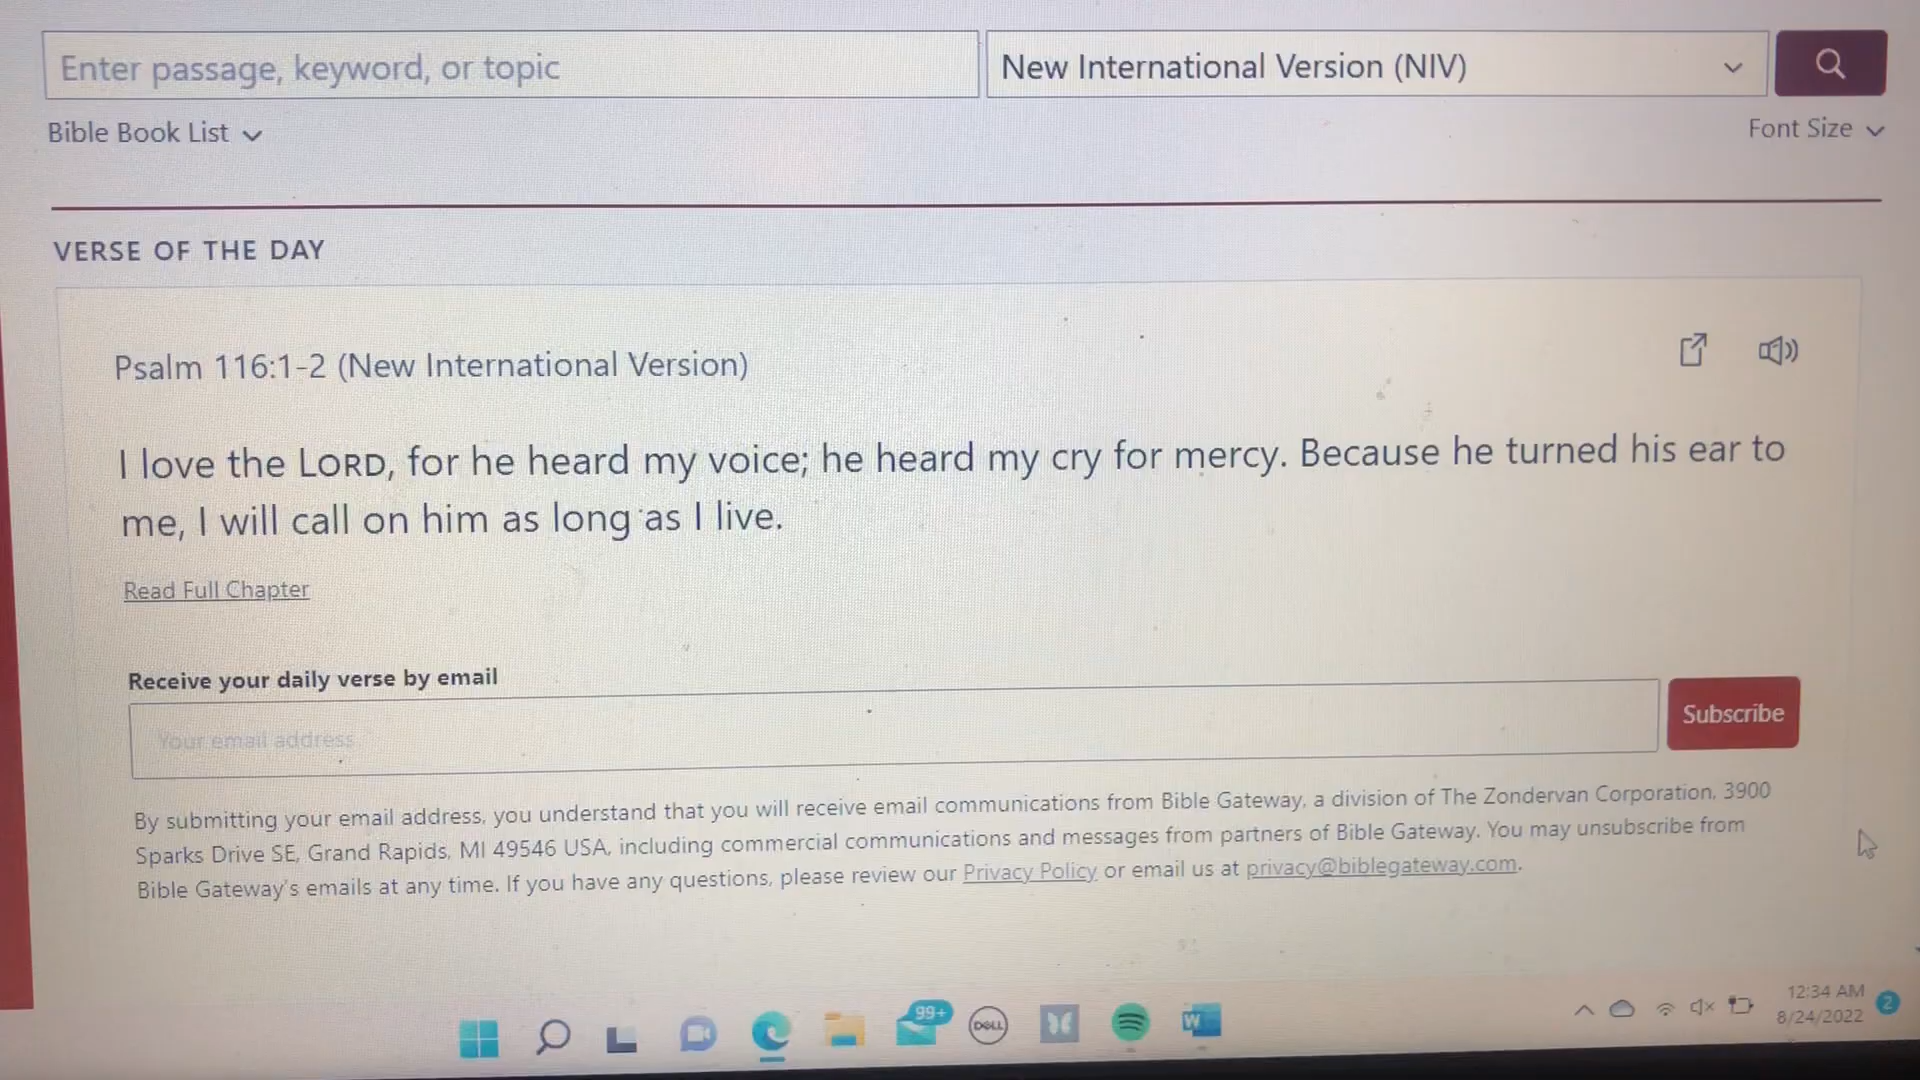 Enter passage, keyword, or topic
New International Version (NIV)
Bible Book List
Font Size
VERSE OF THE DAY
Psalm 116:1-2 (New International Version)
I love the LORD, for he heard my voice; he heard my cry for mercy. Because he turned his ear to
me, I will call on him as long as I live.
Read Full Chapter
Receive your daily verse by email
Your email address
Subscribe
By submitting your email address, you understand that you will receive email communications from Bible Gateway, a division of The Zondervan Corporation, 3900
Sparks Drive SE, Grand Rapids, MI 49546 USA, including commercial communications and messages from partners of Bible Gateway. You may unsubscribe from
Bible Gateway's emails at any time. If you have any questions, please review our Privacy Policy or email us at privacy@biblegateway.com.
99+
DELL
W
12:34 AM
8/24/2022
2